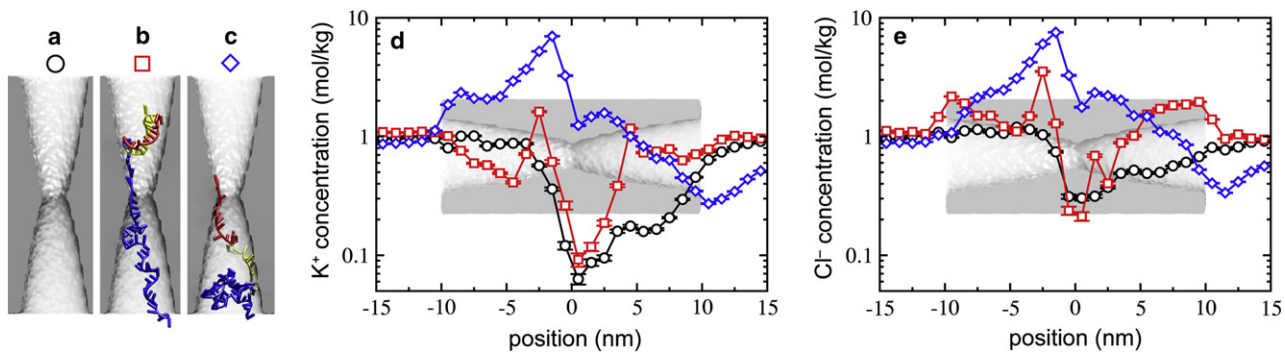 a
b
c
d
K⁺ concentration (mol/kg)
10
1
0.1
-15
-10
-5
0
5
10
15
position (nm)
e
Cl⁻ concentration (mol/kg)
10
1
0.1
-15
-10
-5
0
5
10
15
position (nm)